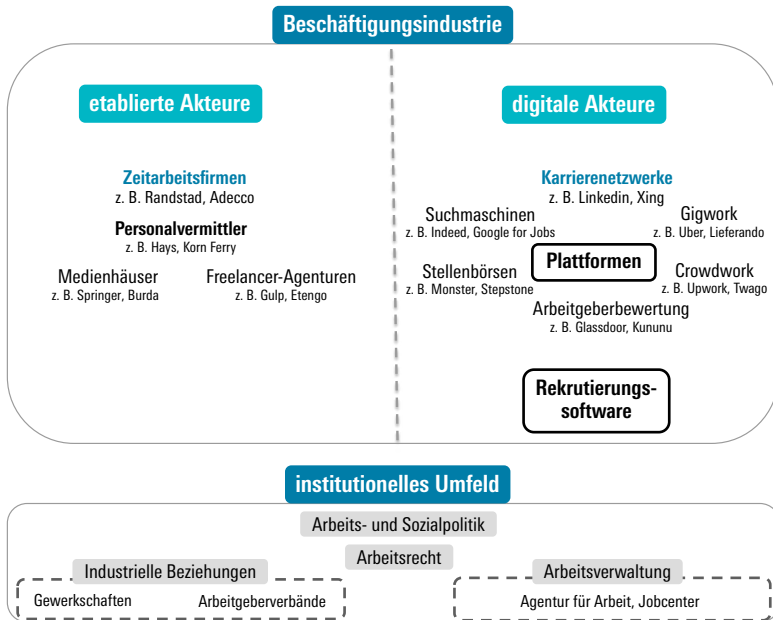 Beschäftigungsindustrie
etablierte Akteure
Zeitarbeitsfirmen
z. B. Randstad, Adecco
Personalvermittler
z. B. Hays, Korn Ferry
Medienhäuser
z. B. Springer, Burda
Freelancer-Agenturen
z. B. Gulp, Etengo
digitale Akteure
Karrierenetzwerke
z. B. Linkedin, Xing
Suchmaschinen
z. B. Indeed, Google for Jobs
Gigwork
z. B. Uber, Lieferando
Plattformen
Stellenbörsen
z. B. Monster, Stepstone
Crowdwork
z. B. Upwork, Twago
Arbeitgeberbewertung
z. B. Glassdoor, Kununu
Rekrutierungs-
software
institutionelles Umfeld
Arbeits- und Sozialpolitik
Arbeitsrecht
Industrielle Beziehungen
Gewerkschaften
Arbeitgeberverbände
Arbeitsverwaltung
Agentur für Arbeit, Jobcenter